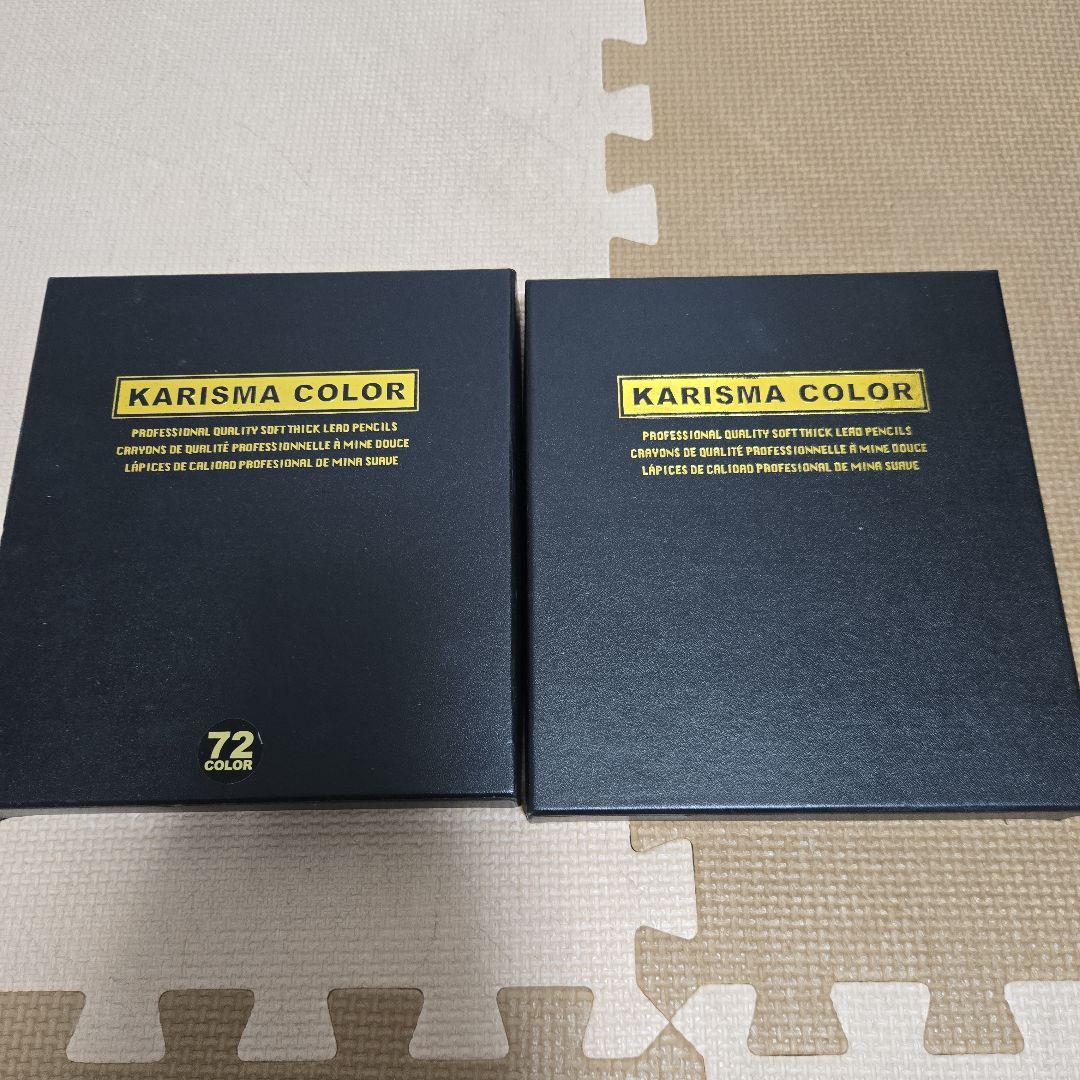 KARISMA COLOR
PROFESSIONAL QUALITY SOFT THICK LEAD PENCILS
CRAYONS DE QUALITÉ PROFESSIONNELLE À MINE DOUCE
LÁPICES DE CALIDAD PROFESIONAL DE MINA SUAVE
72
COLOR
KARISMA COLOR
PROFESSIONAL QUALITY SOFT THICK LEAD PENCILS
CRAYONS DE QUALITÉ PROFESSIONNELLE À MINE DOUCE
LÁPICES DE CALIDAD PROFESIONAL DE MINA SUAVE